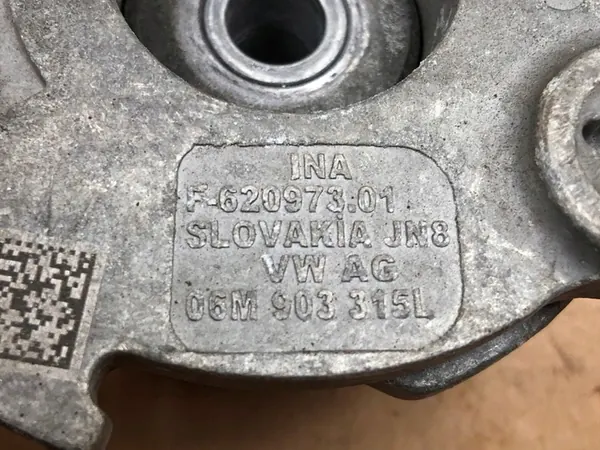 INA
F-620973.01
SLOVAKIA JN8
VW AG
06M 903 315L